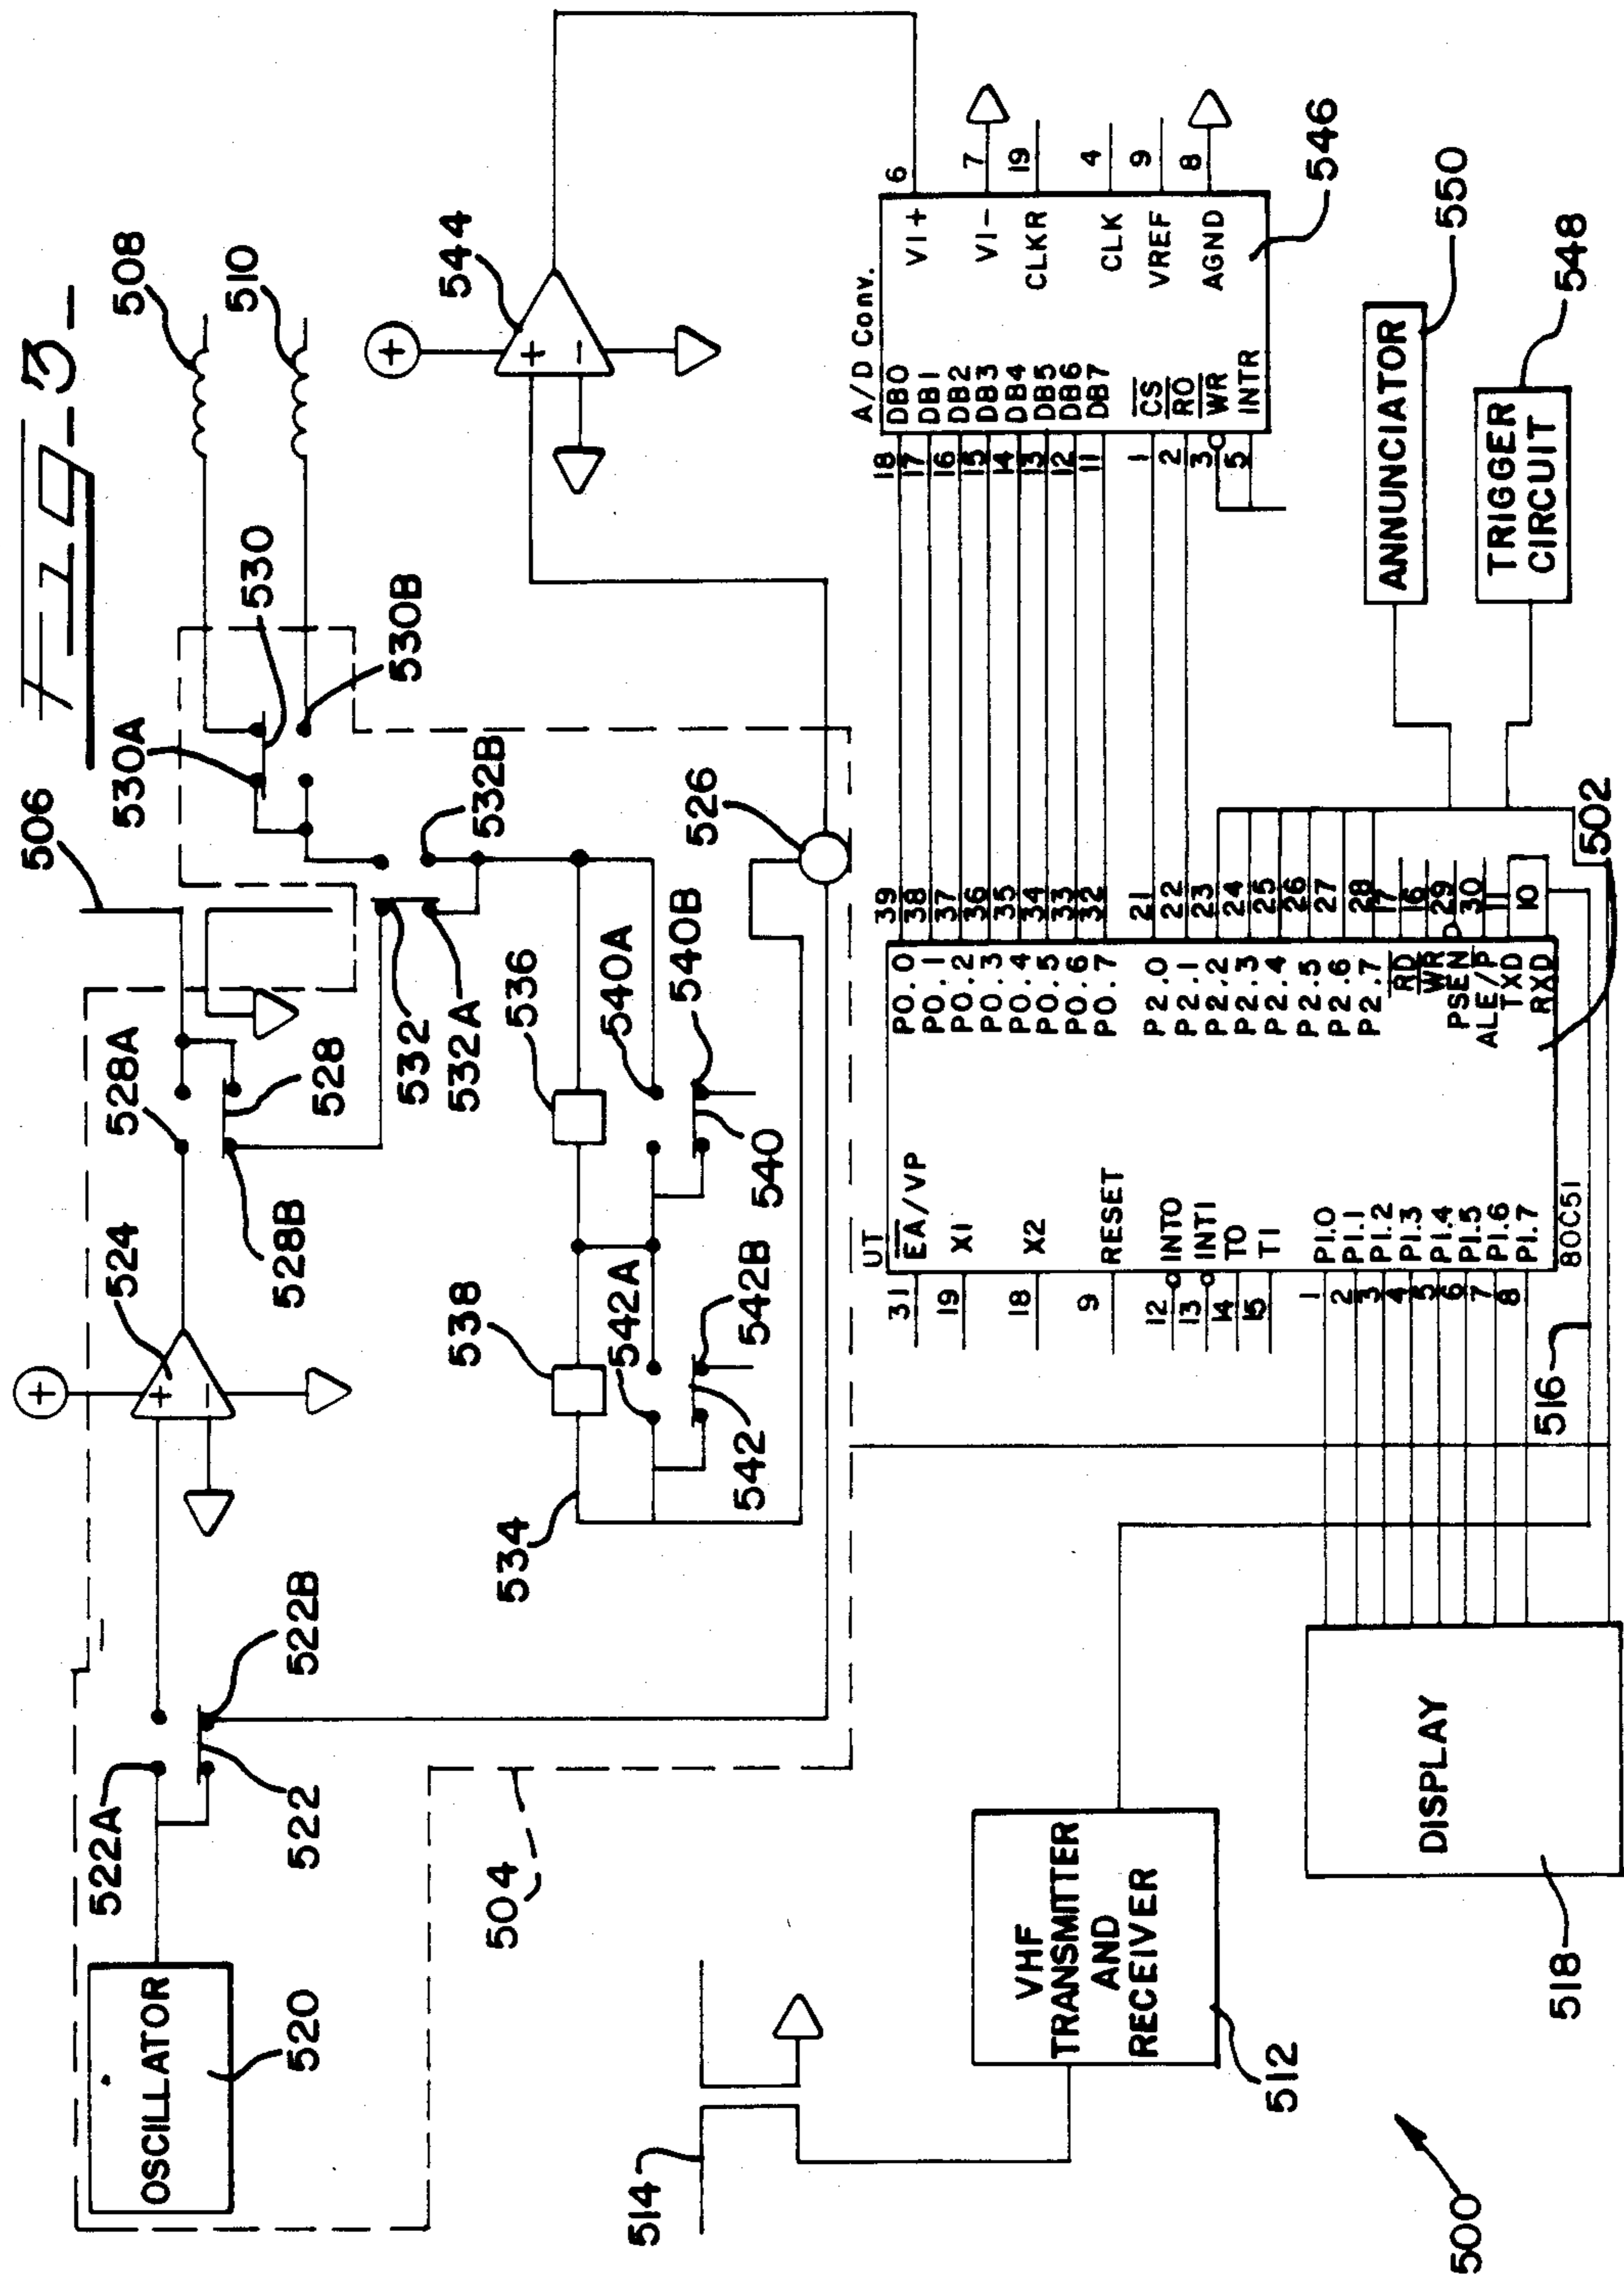 Fig. 3
OSCILLATOR
520
522A
522
522B
524
+
+
−
528A
528
528B
506
530A
530
530B
508
510
532
532A
532B
504
534
538
536
542A
542B
542
540A
540B
540
526
544
+
+
−
514
512
VHF
TRANSMITTER
AND
RECEIVER
516
DISPLAY
518
500
UT
31 EA/VP
19 X1
18 X2
9 RESET
12 INT0
13 INT1
14 T0
15 T1
1 P1.0
2 P1.1
3 P1.2
4 P1.3
5 P1.4
6 P1.5
7 P1.6
8 P1.7
80C51
P0.0 39
P0.1 38
P0.2 37
P0.3 36
P0.4 35
P0.5 34
P0.6 33
P0.7 32
P2.0 21
P2.1 22
P2.2 23
P2.3 24
P2.4 25
P2.5 26
P2.6 27
P2.7 28
RD 17
WR 16
PSEN 29
ALE/P 30
TXD 11
RXD 10
502
A/D Conv.
18 DB0
17 DB1
16 DB2
15 DB3
14 DB4
13 DB5
12 DB6
11 DB7
1 CS
2 RO
3 WR
5 INTR
VI+ 6
VI- 7
CLKR 19
CLK 4
VREF 9
AGND 8
546
ANNUNCIATOR
550
TRIGGER
CIRCUIT
548